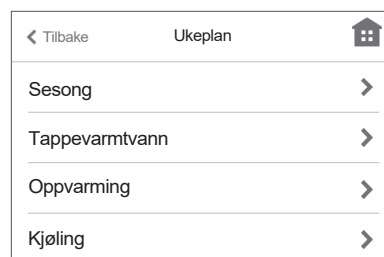 Tilbake Ukeplan
Sesong
Tappevarmtvann
Oppvarming
Kjøling